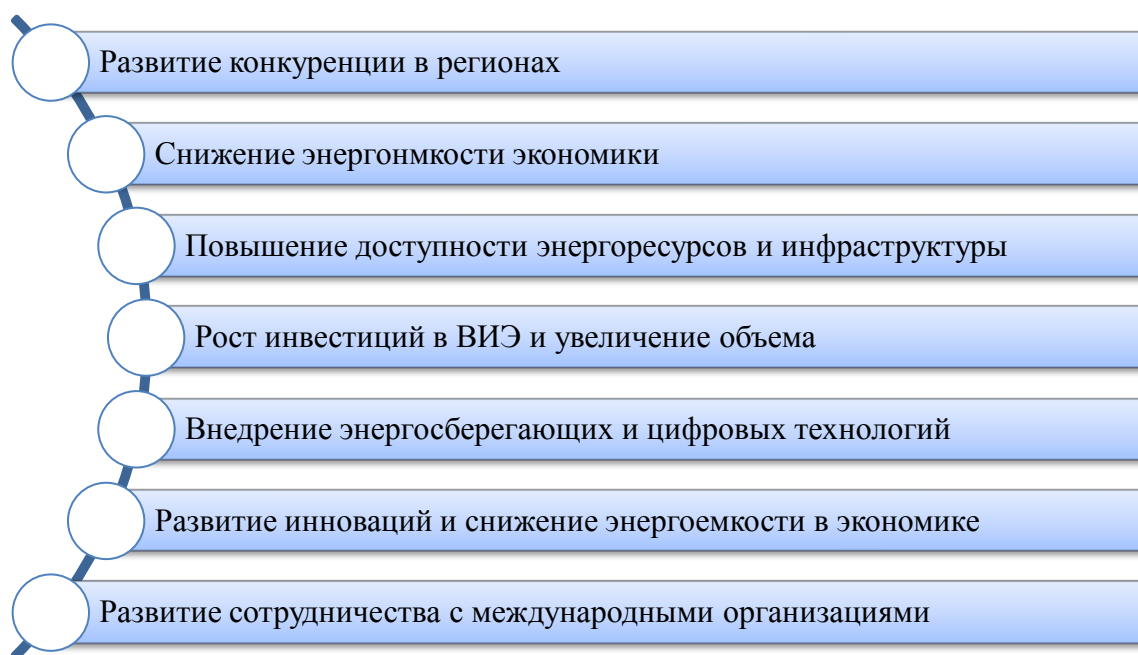 Развитие конкуренции в регионах
Снижение энергонмкости экономики
Повышение доступности энергоресурсов и инфраструктуры
Рост инвестиций в ВИЭ и увеличение объема
Внедрение энергосберегающих и цифровых технологий
Развитие инноваций и снижение энергоемкости в экономике
Развитие сотрудничества с международными организациями